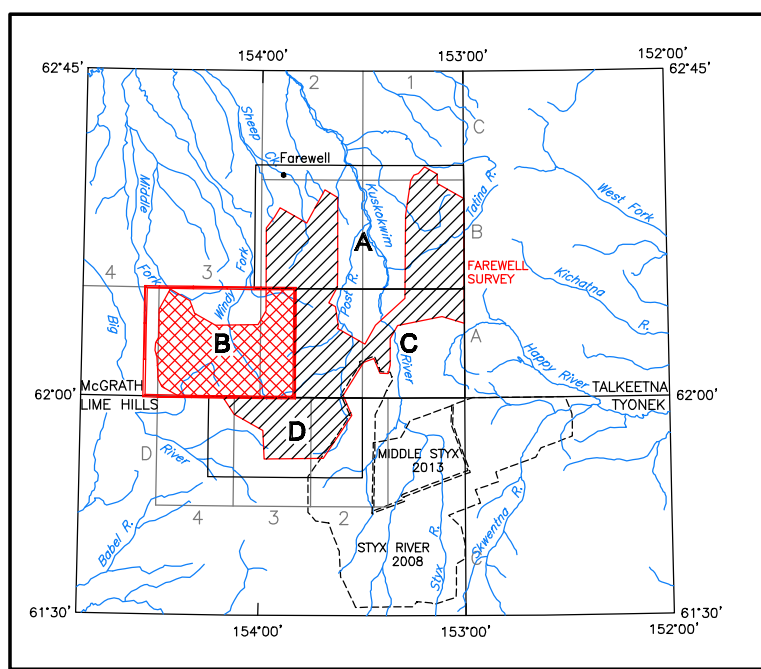 154°00'
153°00'
152°00'
62°45'
62°45'
2
1
Sheep
CK.
C
Farewell
Middle
Kuskokwim
Tatina R.
West Fork
A
B
Post R.
FAREWELL
SURVEY
4
3
Fork
Windy Fork
Kichatna
R.
Big
B
C
A
River
Happy River
McGRATH
62°00'
LIME HILLS
62°00'
TALKEETNA
TYONEK
D
D
River
MIDDLE STYX
2013
4
3
2
Babel R.
STYX RIVER
2008
Styx R.
Skwentna R.
C
61°30'
61°30'
154°00'
153°00'
152°00'